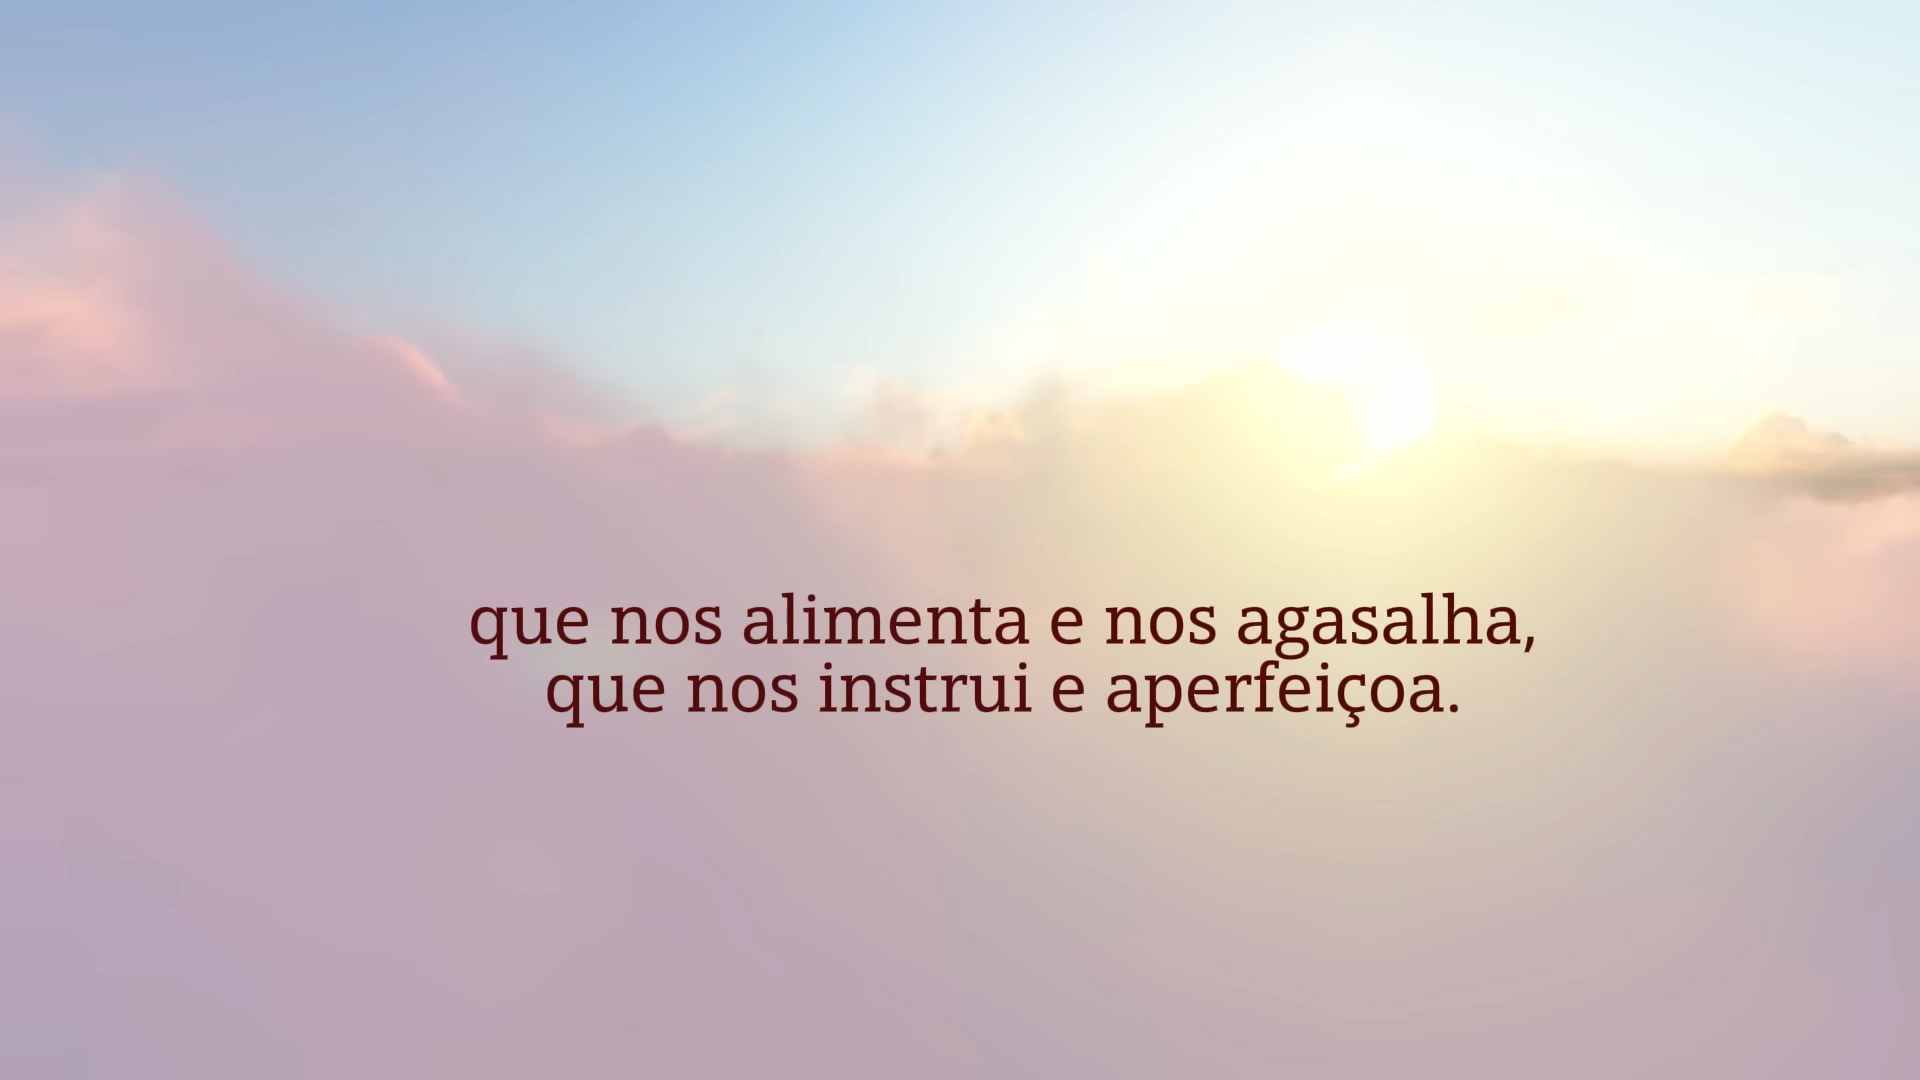 que nos alimenta e nos agasalha,
que nos instrui e aperfeiçoa.